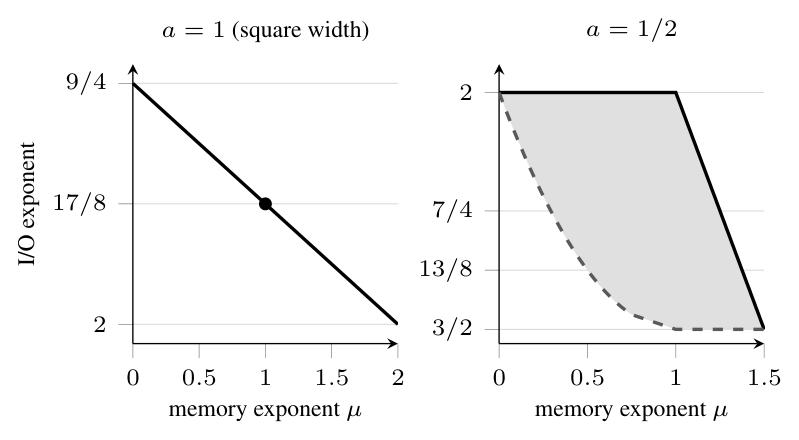 a = 1 (square width)
9/4
17/8
2
I/O exponent
0 0.5 1 1.5 2
memory exponent μ
a = 1/2
2
7/4
13/8
3/2
0 0.5 1 1.5
memory exponent μ